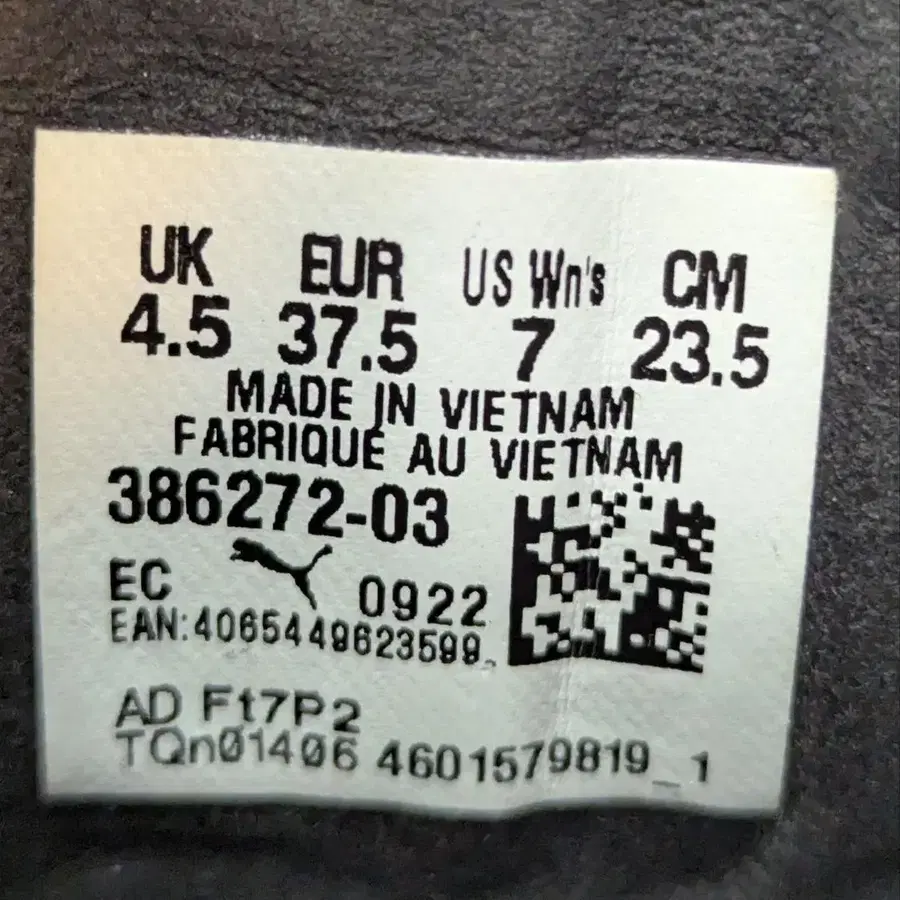 UK EUR US Wn's CM
4.5 37.5 7 23.5
MADE IN VIETNAM
FABRIQUE AU VIETNAM
386272-03
EC 0922
EAN:4065449623599
AD Ft7P2
TQn01406 4601579819_1